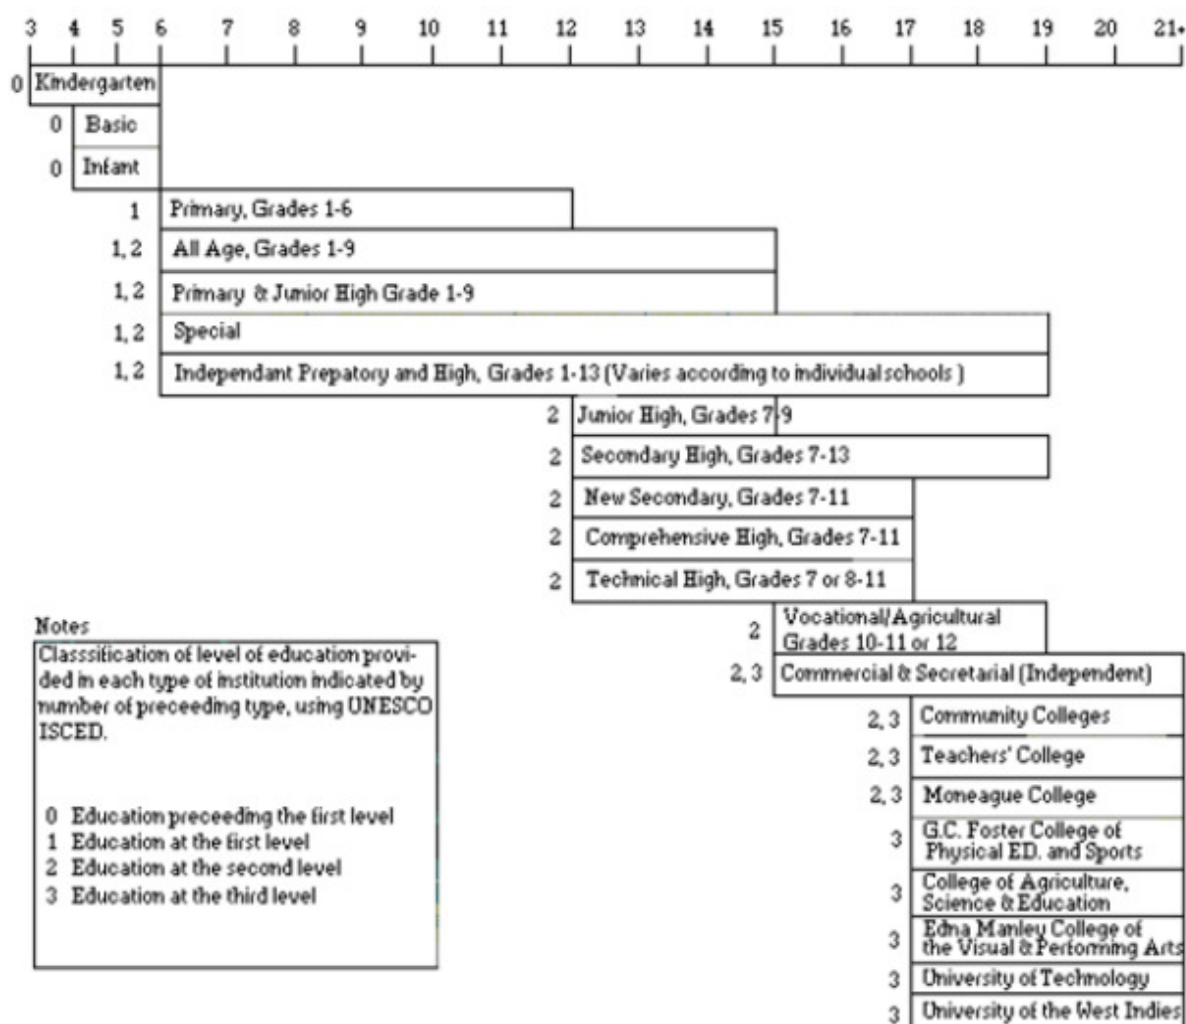 3 4 5 6 7 8 9 10 11 12 13 14 15 16 17 18 19 20 21+
0 Kindergarten
0 Basic
0 Infant
1 Primary, Grades 1-6
1, 2 All Age, Grades 1-9
1, 2 Primary & Junior High Grade 1-9
1, 2 Special
1, 2 Independant Prepatory and High, Grades 1-13 (Varies according to individual schools )
2 Junior High, Grades 7-9
2 Secondary High, Grades 7-13
2 New Secondary, Grades 7-11
2 Comprehensive High, Grades 7-11
2 Technical High, Grades 7 or 8-11
2 Vocational/Agricultural
Grades 10-11 or 12
2, 3 Commercial & Secretarial (Independent)
2, 3 Community Colleges
2, 3 Teachers' College
2, 3 Moneague College
3 G.C. Foster College of
Physical ED. and Sports
3 College of Agriculture,
Science & Education
3 Edna Manley College of
the Visual & Performing Arts
3 University of Technology
3 University of the West Indies
Notes
Classsification of level of education provi-
ded in each type of institution indicated by
number of preceeding type, using UNESCO
ISCED.
0 Education preceeding the first level
1 Education at the first level
2 Education at the second level
3 Education at the third level